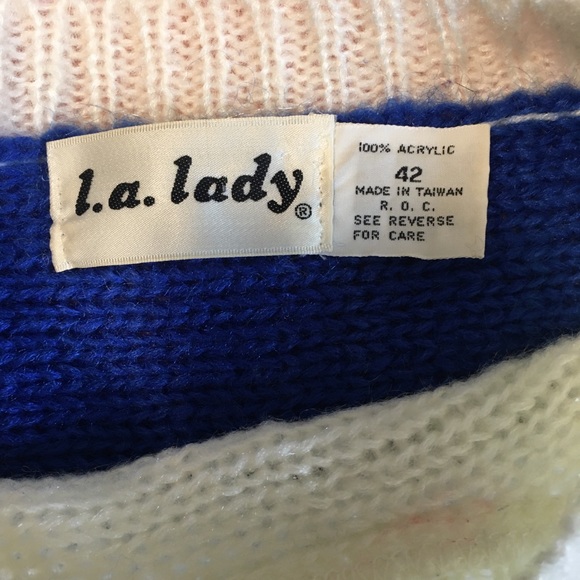 l.a. lady®
100% ACRYLIC
42
MADE IN TAIWAN
R. O. C.
SEE REVERSE
FOR CARE